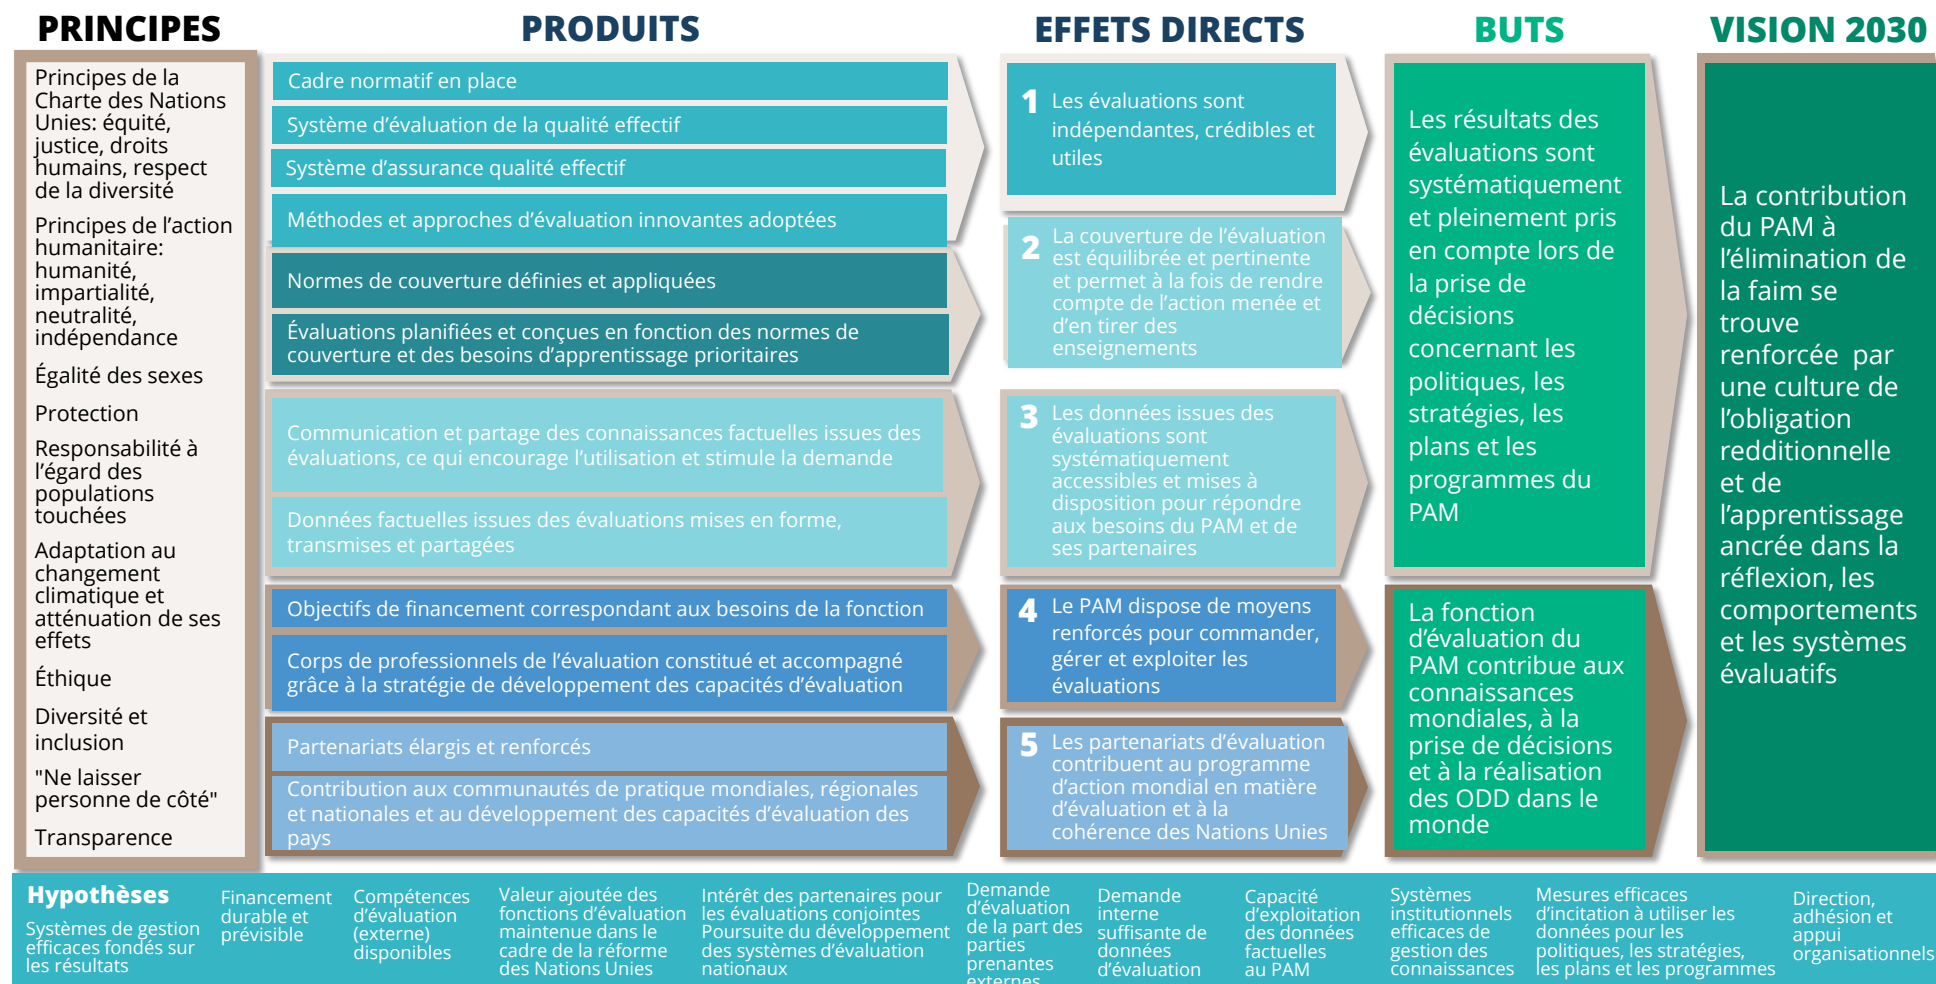 PRINCIPES
Principes de la
Charte des Nations
Unies: équité,
justice, droits
humains, respect
de la diversité
Principes de l'action
humanitaire:
humanité,
impartialité,
neutralité,
indépendance
Égalité des sexes
Protection
Responsabilité à
l'égard des
populations
touchées
Adaptation au
changement
climatique et
atténuation de ses
effets
Éthique
Diversité et
inclusion
"Ne laisser
personne de côté"
Transparence
PRODUITS
Cadre normatif en place
Système d'évaluation de la qualité effectif
Système d'assurance qualité effectif
Méthodes et approches d'évaluation innovantes adoptées
Normes de couverture définies et appliquées
Évaluations planifiées et conçues en fonction des normes de
couverture et des besoins d'apprentissage prioritaires
Communication et partage des connaissances factuelles issues des
évaluations, ce qui encourage l'utilisation et stimule la demande
Données factuelles issues des évaluations mises en forme,
transmises et partagées
Objectifs de financement correspondant aux besoins de la fonction
Corps de professionnels de l'évaluation constitué et accompagné
grâce à la stratégie de développement des capacités d'évaluation
Partenariats élargis et renforcés
Contribution aux communautés de pratique mondiales, régionales
et nationales et au développement des capacités d'évaluation des
pays
EFFETS DIRECTS
1 Les évaluations sont
indépendantes, crédibles et
utiles
2 La couverture de l'évaluation
est équilibrée et pertinente
et permet à la fois de rendre
compte de l'action menée et
d'en tirer des
enseignements
3 Les données issues des
évaluations sont
systématiquement
accessibles et mises à
disposition pour répondre
aux besoins du PAM et de
ses partenaires
4 Le PAM dispose de moyens
renforcés pour commander,
gérer et exploiter les
évaluations
5 Les partenariats d'évaluation
contribuent au programme
d'action mondial en matière
d'évaluation et à la
cohérence des Nations Unies
BUTS
Les résultats des
évaluations sont
systématiquement
et pleinement pris
en compte lors de
la prise de
décisions
concernant les
politiques, les
stratégies, les
plans et les
programmes du
PAM
La fonction
d'évaluation du
PAM contribue aux
connaissances
mondiales, à la
prise de décisions
et à la réalisation
des ODD dans le
monde
VISION 2030
La contribution
du PAM à
l'élimination de
la faim se
trouve
renforcée par
une culture de
l'obligation
redditionnelle
et de
l'apprentissage
ancrée dans la
réflexion, les
comportements
et les systèmes
évaluatifs
Hypothèses
Systèmes de gestion
efficaces fondés sur
les résultats
Financement
durable et
prévisible
Compétences
d'évaluation
(externe)
disponibles
Valeur ajoutée des
fonctions d'évaluation
maintenue dans le
cadre de la réforme
des Nations Unies
Intérêt des partenaires pour
les évaluations conjointes
Poursuite du développement
des systèmes d'évaluation
nationaux
Demande
d'évaluation
de la part des
parties
prenantes
externes
Demande
interne
suffisante de
données
d'évaluation
Capacité
d'exploitation
des données
factuelles
au PAM
Systèmes
institutionnels
efficaces de
gestion des
connaissances
Mesures efficaces
d'incitation à utiliser les
données pour les
politiques, les stratégies,
les plans et les programmes
Direction,
adhésion et
appui
organisationnels